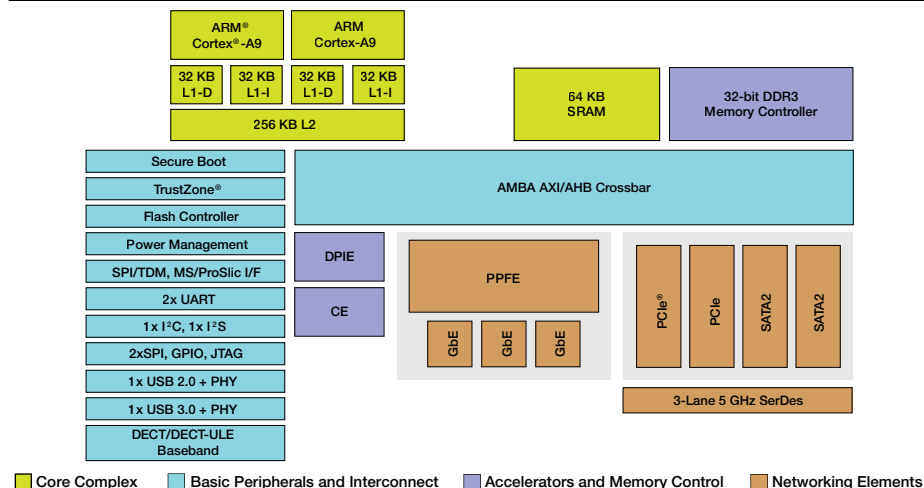 ARM®
Cortex®-A9
ARM
Cortex-A9
32 KB
L1-D
32 KB
L1-I
32 KB
L1-D
32 KB
L1-I
256 KB L2
64 KB
SRAM
32-bit DDR3
Memory Controller
Secure Boot
TrustZone®
Flash Controller
Power Management
SPI/TDM, MS/ProSlic I/F
2x UART
1x I²C, 1x I²S
2xSPI, GPIO, JTAG
1x USB 2.0 + PHY
1x USB 3.0 + PHY
DECT/DECT-ULE
Baseband
AMBA AXI/AHB Crossbar
DPIE
CE
PPFE
GbE
GbE
GbE
PCIe®
PCIe
SATA2
SATA2
3-Lane 5 GHz SerDes
Core Complex
Basic Peripherals and Interconnect
Accelerators and Memory Control
Networking Elements